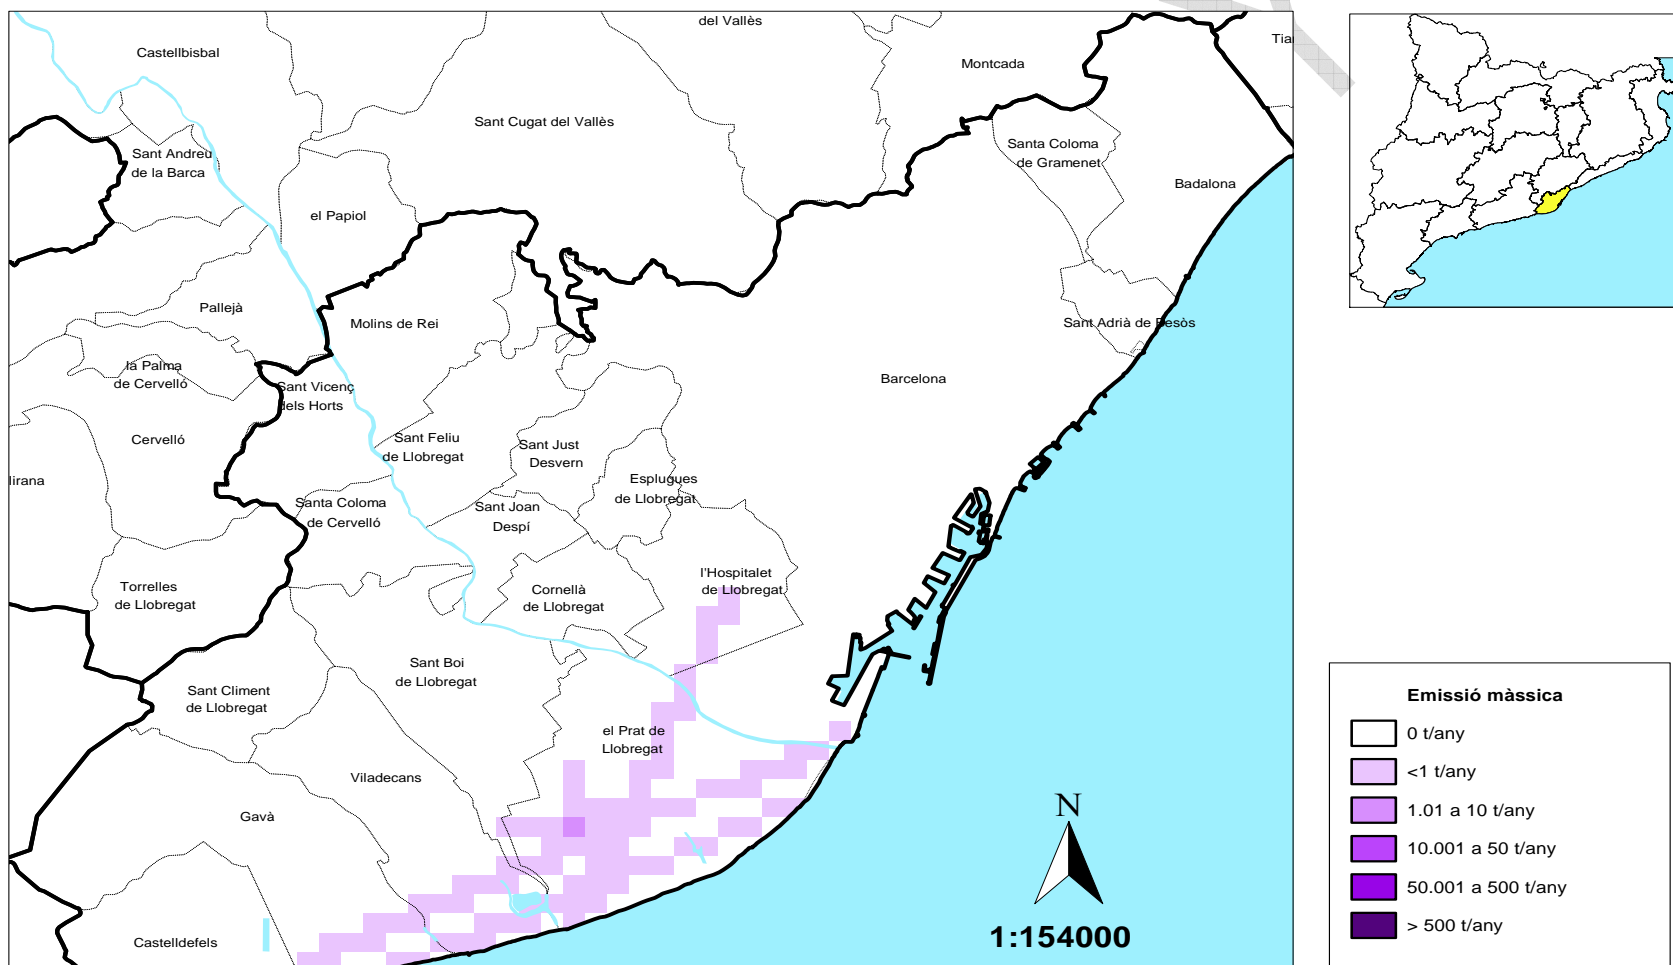 del Vallès
Castellbisbal
Montcada
Tia
Sant Cugat del Vallès
Santa Coloma
de Gramenet
Sant Andreu
de la Barca
Badalona
el Papiol
Pallejà
Molins de Rei
Sant Adrià de Besòs
la Palma
de Cervelló
Barcelona
Sant Vicenç
dels Horts
Cervelló
Sant Feliu
de Llobregat
Sant Just
Desvern
lirana
Esplugues
de Llobregat
Santa Coloma
de Cervelló
Sant Joan
Despí
l'Hospitalet
de Llobregat
Torrelles
de Llobregat
Cornellà
de Llobregat
Sant Boi
de Llobregat
Sant Climent
de Llobregat
el Prat de
Llobregat
Viladecans
Gavà
Castelldefels
N
1:154000
Emissió màssica
0 t/any
<1 t/any
1.01 a 10 t/any
10.001 a 50 t/any
50.001 a 500 t/any
> 500 t/any